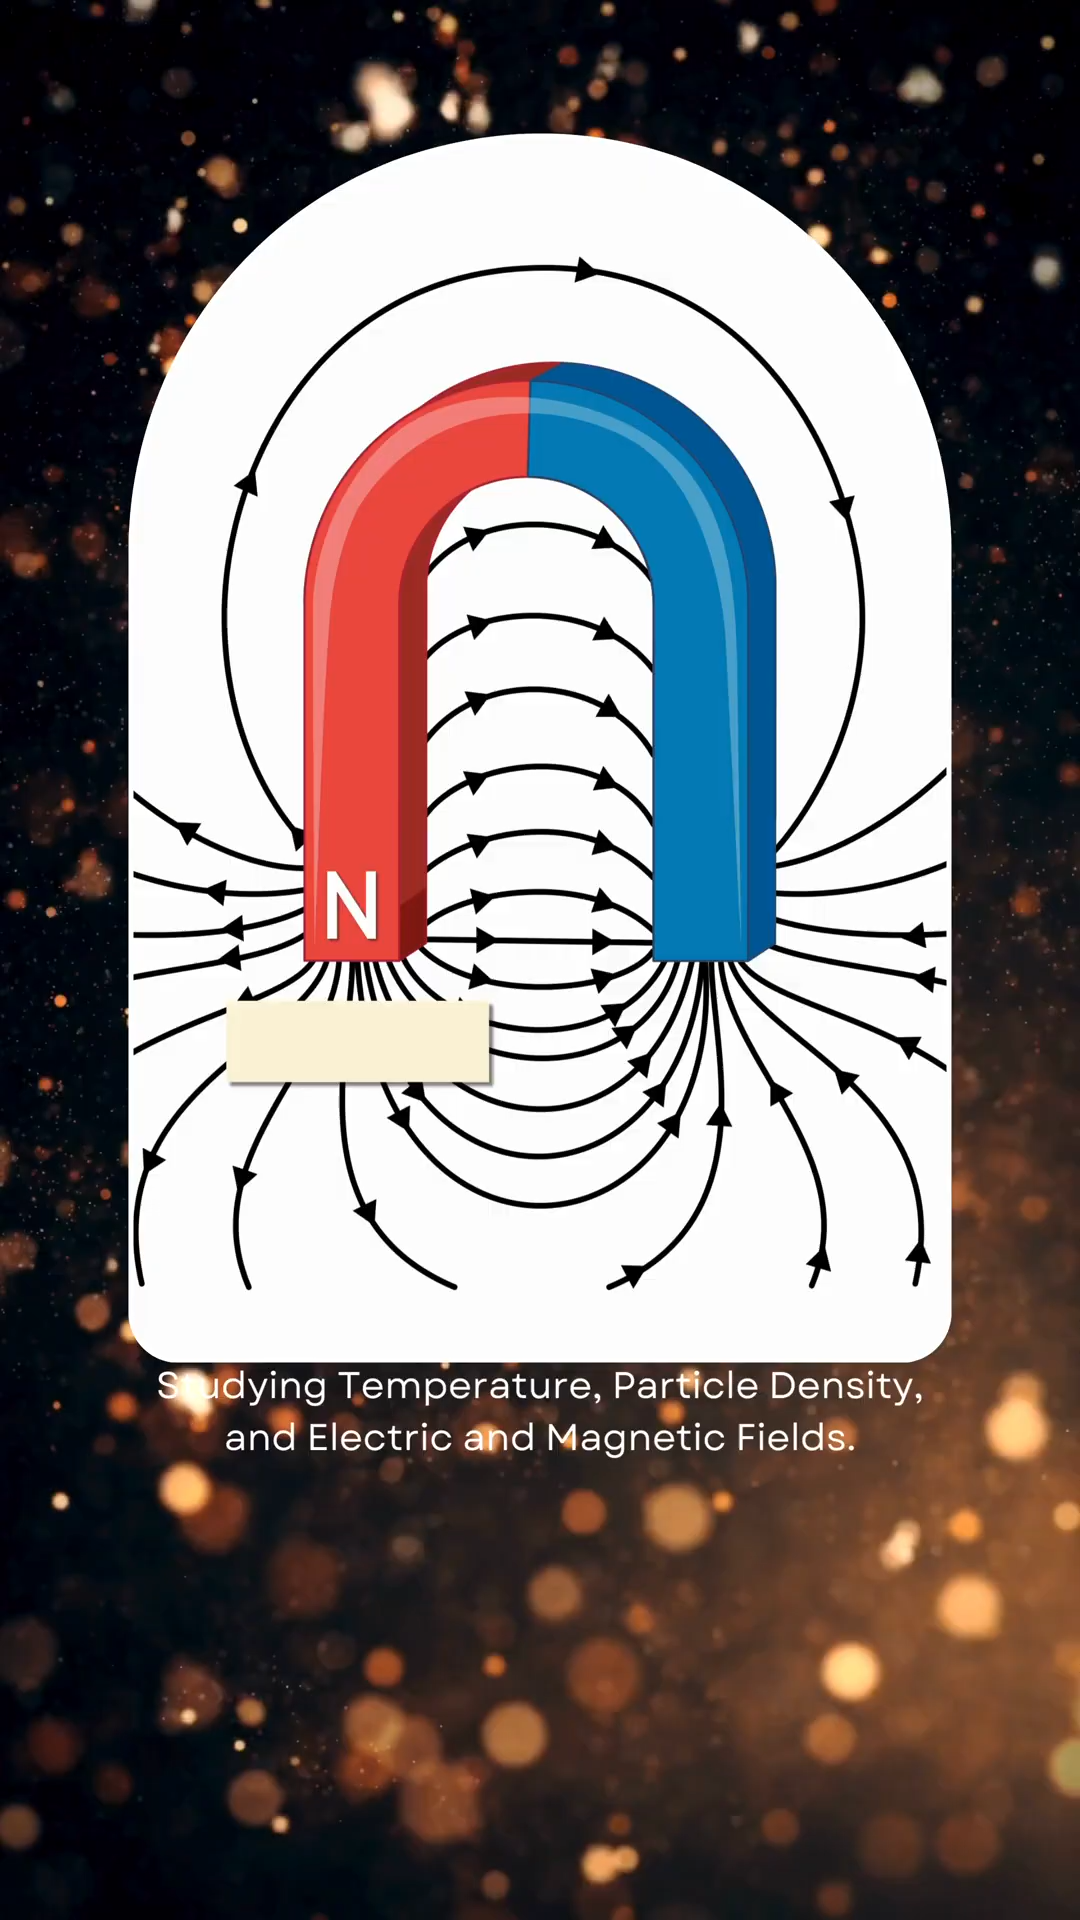 N
Studying Temperature, Particle Density,
and Electric and Magnetic Fields.